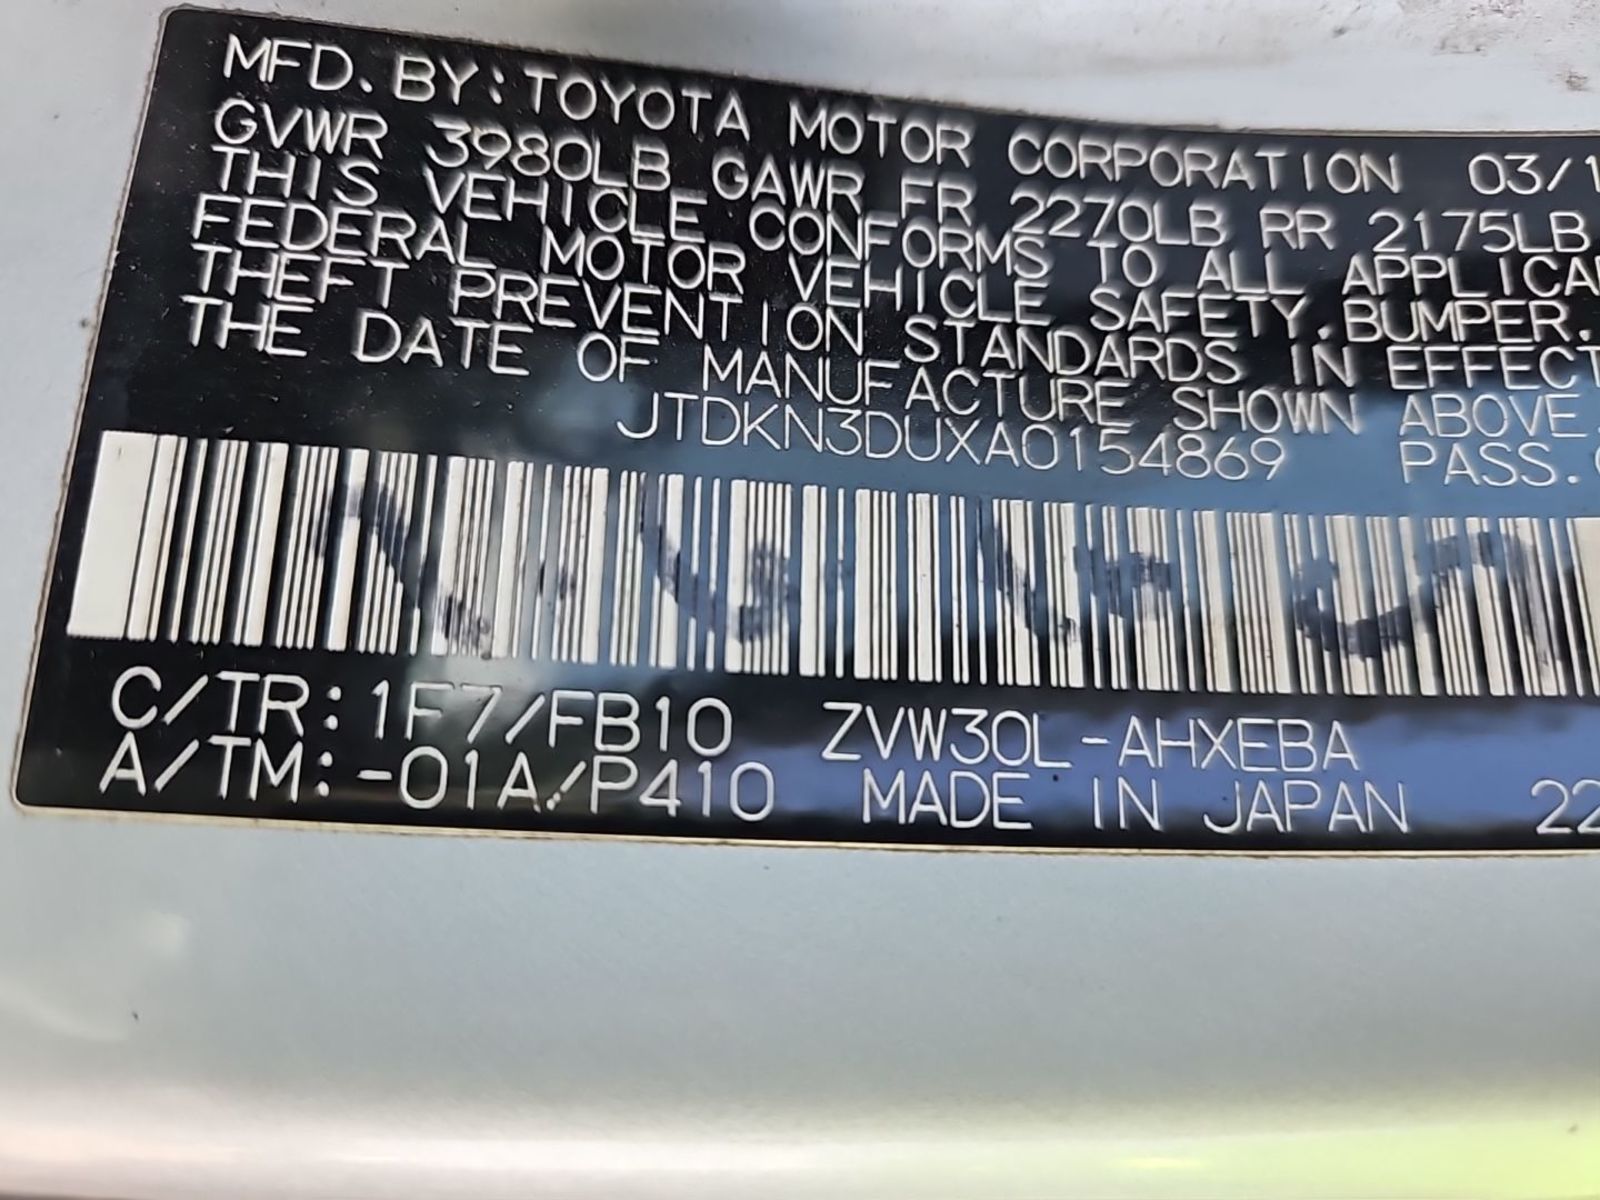 MFD. BY: TOYOTA MOTOR CORPORATION 03/1
GVWR 3980LB GAWR FR 2270LB RR 2175LB
THIS VEHICLE CONFORMS TO ALL APPLICA
FEDERAL MOTOR VEHICLE SAFETY, BUMPER,
THEFT PREVENTION STANDARDS IN EFFECT
THE DATE OF MANUFACTURE SHOWN ABOVE.
JTDKN3DUXA0154869 PASS.
C/TR: 1F7/FB10 ZVW30L-AHXEBA
A/TM: -01A/P410 MADE IN JAPAN 22